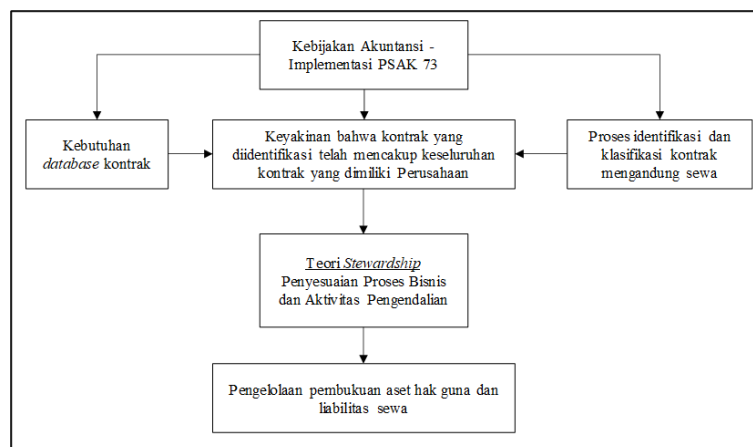 Kebijakan Akuntansi -
Implementasi PSAK 73
Kebutuhan
database kontrak
Keyakinan bahwa kontrak yang
diidentifikasi telah mencakup keseluruhan
kontrak yang dimiliki Perusahaan
Proses identifikasi dan
klasifikasi kontrak
mengandung sewa
Teori Stewardship
Penyesuaian Proses Bisnis
dan Aktivitas Pengendalian
Pengelolaan pembukuan aset hak guna dan
liabilitas sewa